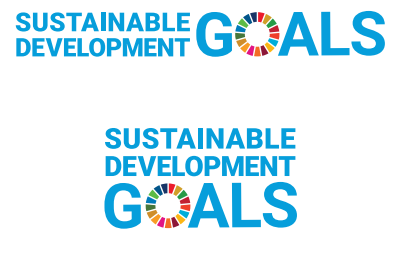 SUSTAINABLE
DEVELOPMENT GOALS
SUSTAINABLE
DEVELOPMENT
GOALS